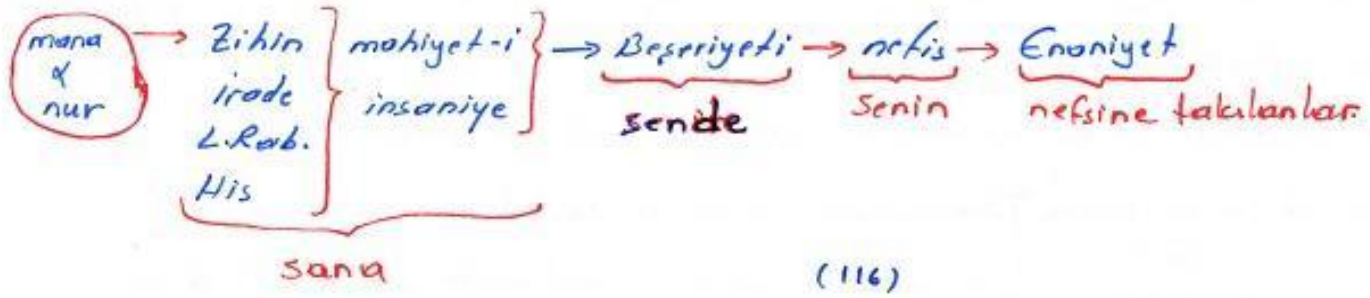 mana → Zihin } mahiyet-i } → Beşeriyeti → nefis → Enaniyet
& irade insaniye sende senin nefsine takılanlar.
nur L.Rab.
His
sana
(116)